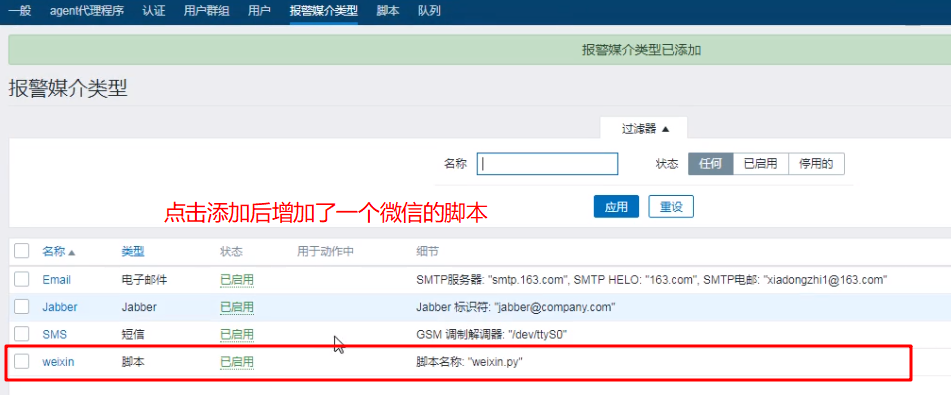 一般 agent代理程序 认证 用户群组 用户 报警媒介类型 脚本 队列
报警媒介类型已添加
报警媒介类型
过滤器 ▲
名称 状态 任何 已启用 停用的
点击添加后增加了一个微信的脚本
应用 重设
名称 ▲ 类型 状态 用于动作中 细节
Email 电子邮件 已启用 SMTP服务器: "smtp.163.com", SMTP HELO: "163.com", SMTP电邮: "xiadongzhi1@163.com"
Jabber Jabber 已启用 Jabber 标识符: "jabber@company.com"
SMS 短信 已启用 GSM 调制解调器: "/dev/ttyS0"
weixin 脚本 已启用 脚本名称: "weixin.py"